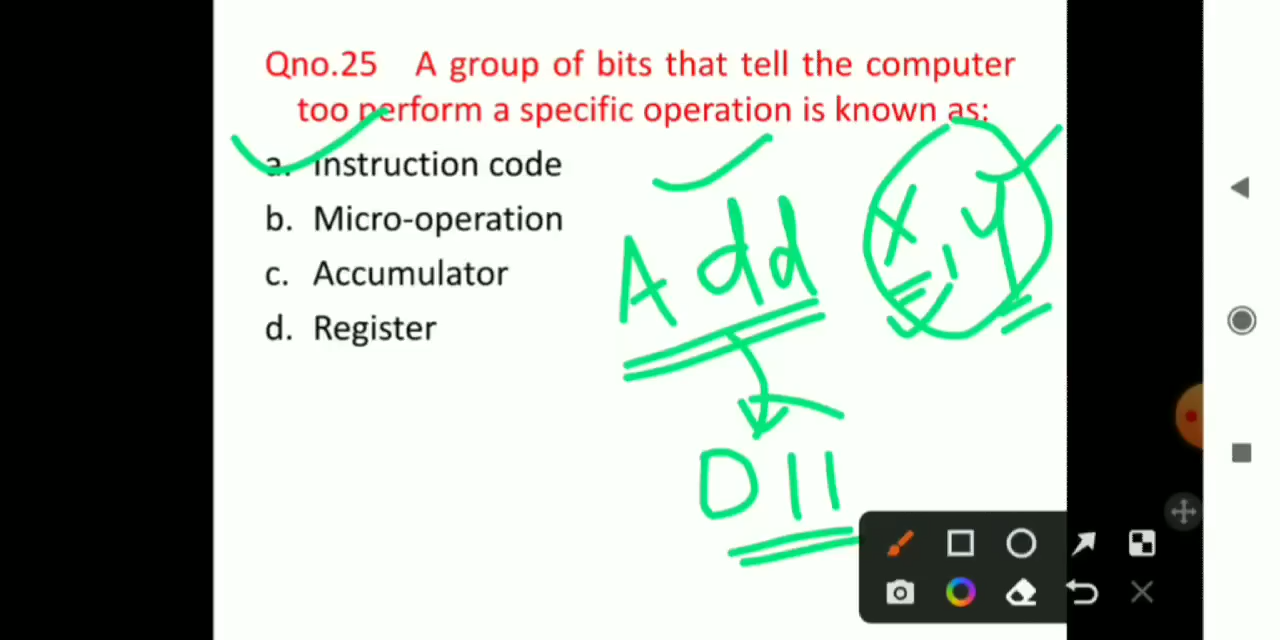 Qno.25 A group of bits that tell the computer
too perform a specific operation is known as:
a. Instruction code
b. Micro-operation
c. Accumulator
d. Register
Add X, Y
011